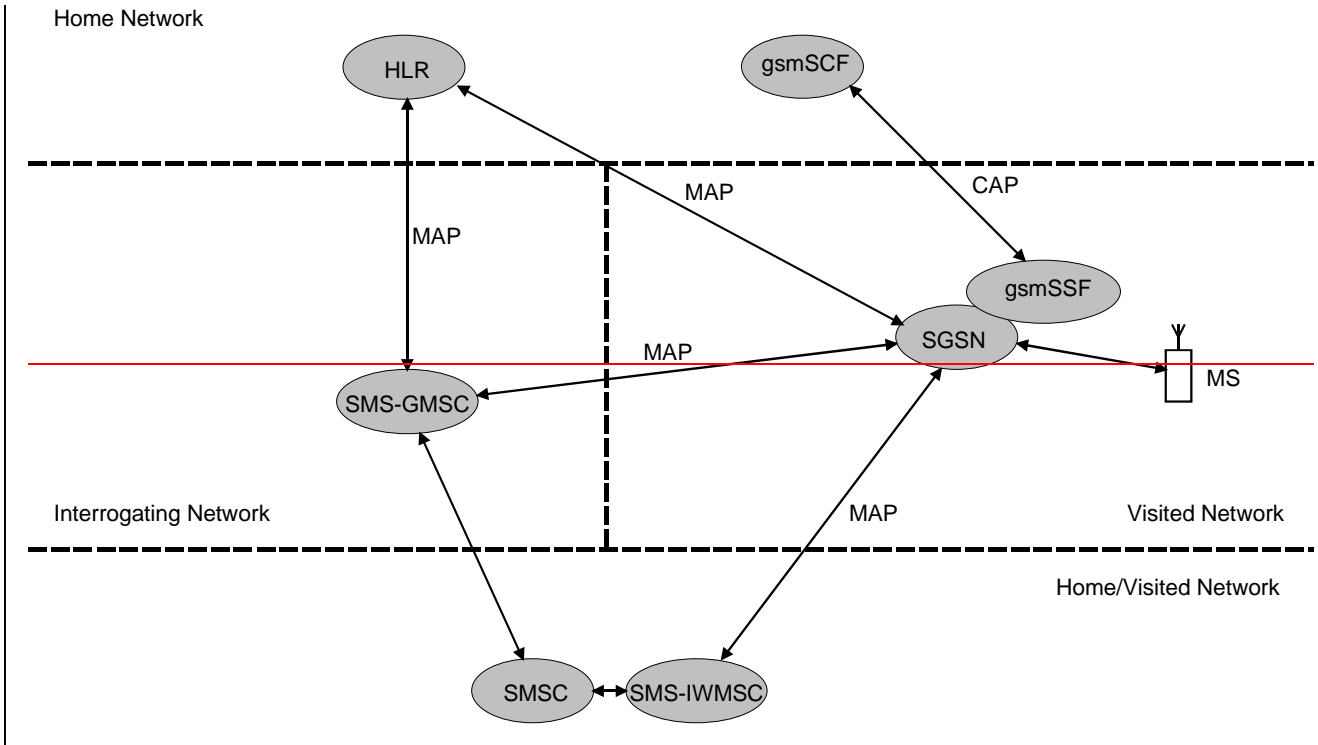 Home Network
HLR
gsmSCF
MAP
CAP
MAP
gsmSSF
SGSN
MAP
MS
SMS-GMSC
Interrogating Network
MAP
Visited Network
Home/Visited Network
SMSC
SMS-IWMSC